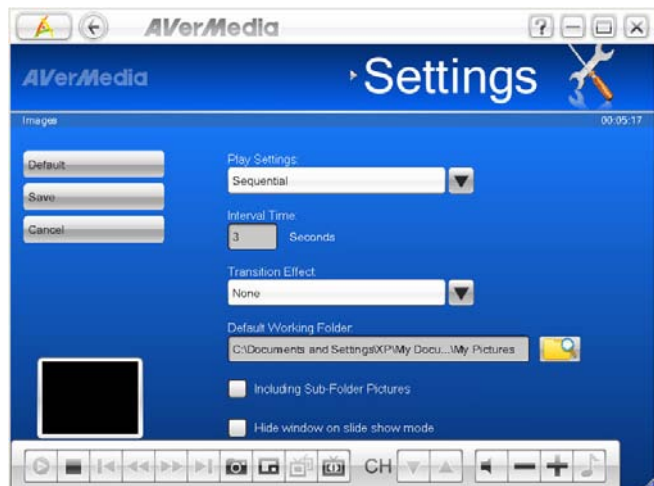 AVerMedia
?
AVerMedia
Settings
Images
00:05:17
Default
Save
Cancel
Play Settings:
Sequential
Interval Time:
3 Seconds
Transition Effect:
None
Default Working Folder:
C:\Documents and Settings\XP\My Docu...\My Pictures
Including Sub-Folder Pictures
Hide window on slide show mode
CH